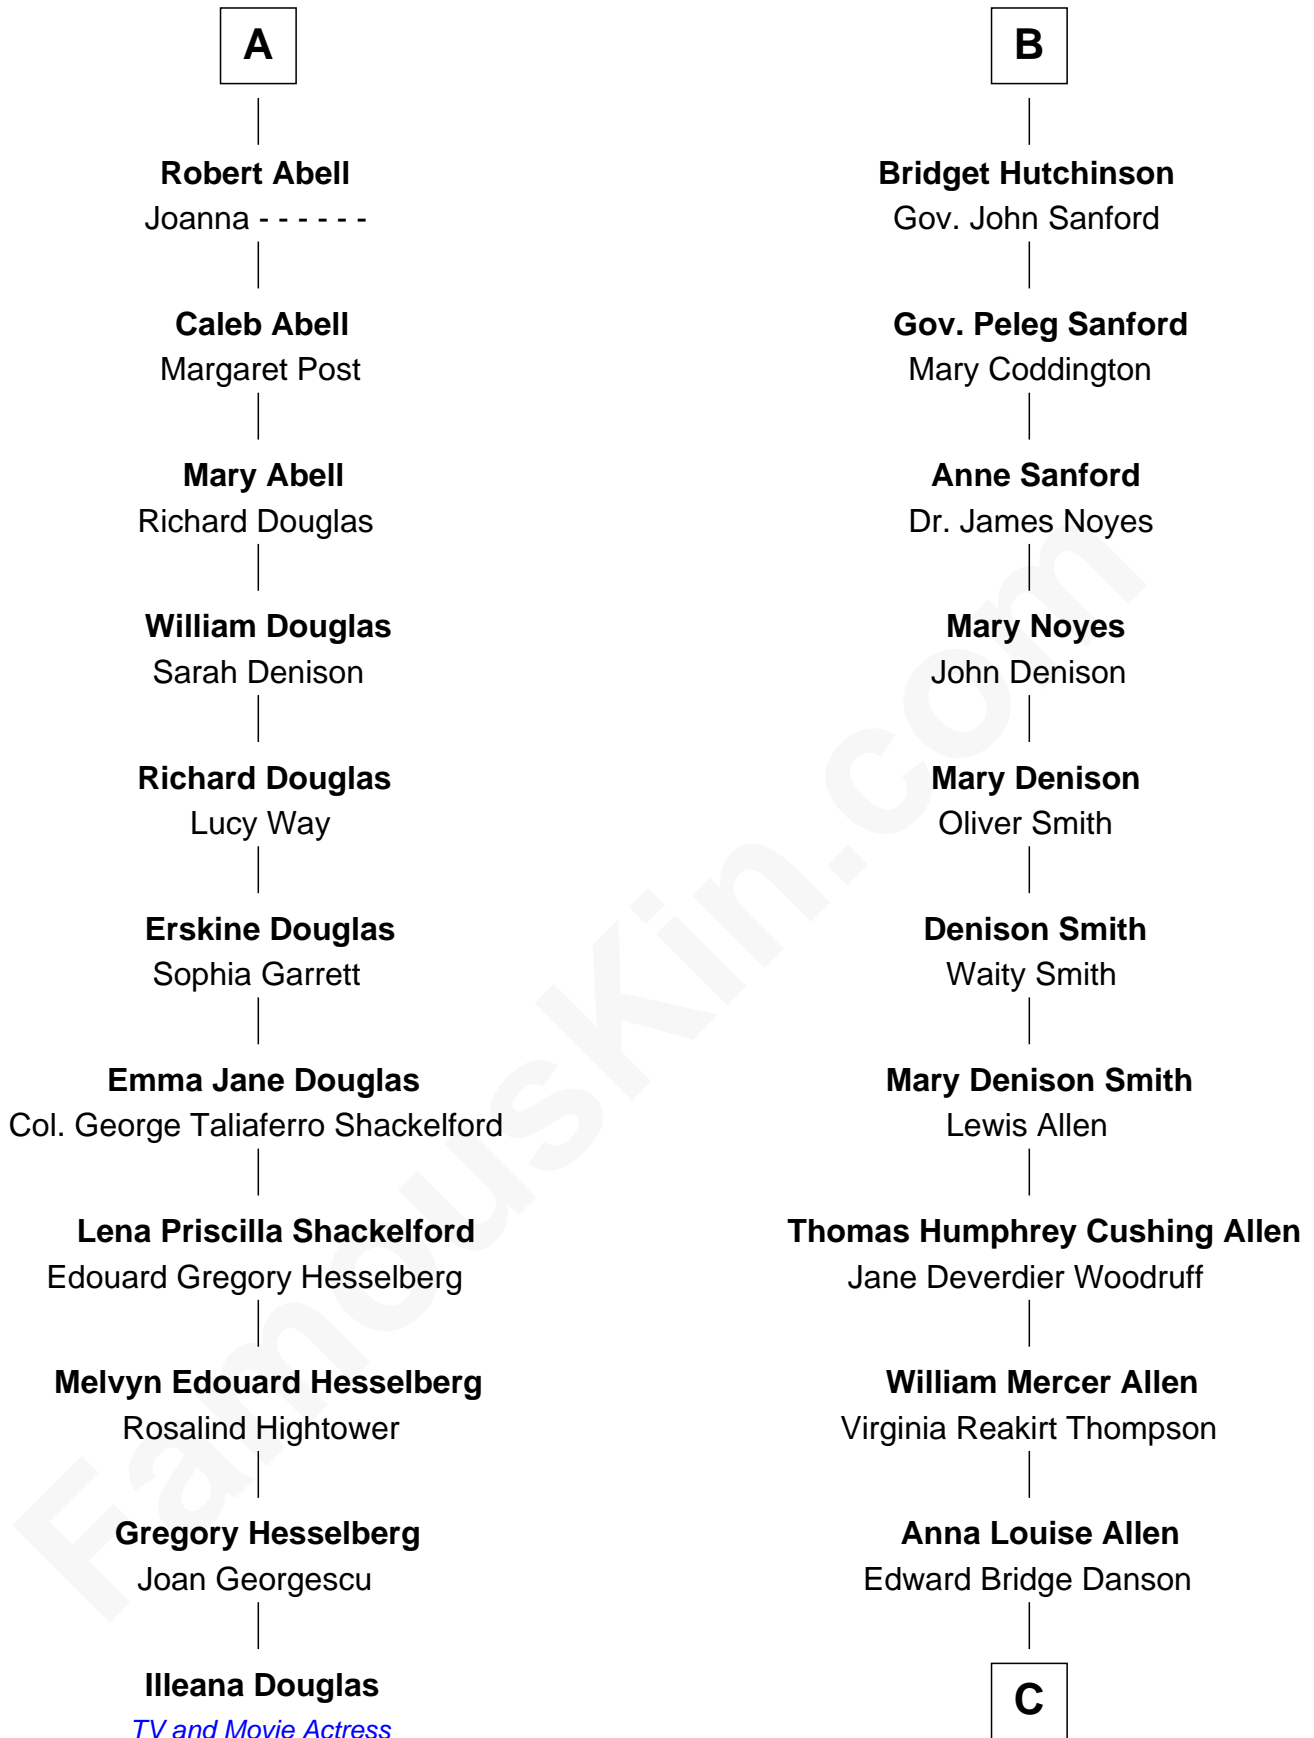 A
Robert Abell
Joanna - - - - - -
Caleb Abell
Margaret Post
Mary Abell
Richard Douglas
William Douglas
Sarah Denison
Richard Douglas
Lucy Way
Erskine Douglas
Sophia Garrett
Emma Jane Douglas
Col. George Taliaferro Shackelford
Lena Priscilla Shackelford
Edouard Gregory Hesselberg
Melvyn Edouard Hesselberg
Rosalind Hightower
Gregory Hesselberg
Joan Georgescu
Illeana Douglas
TV and Movie Actress
B
Bridget Hutchinson
Gov. John Sanford
Gov. Peleg Sanford
Mary Coddington
Anne Sanford
Dr. James Noyes
Mary Noyes
John Denison
Mary Denison
Oliver Smith
Denison Smith
Waity Smith
Mary Denison Smith
Lewis Allen
Thomas Humphrey Cushing Allen
Jane Deverdier Woodruff
William Mercer Allen
Virginia Reakirt Thompson
Anna Louise Allen
Edward Bridge Danson
C
FamousKin.com